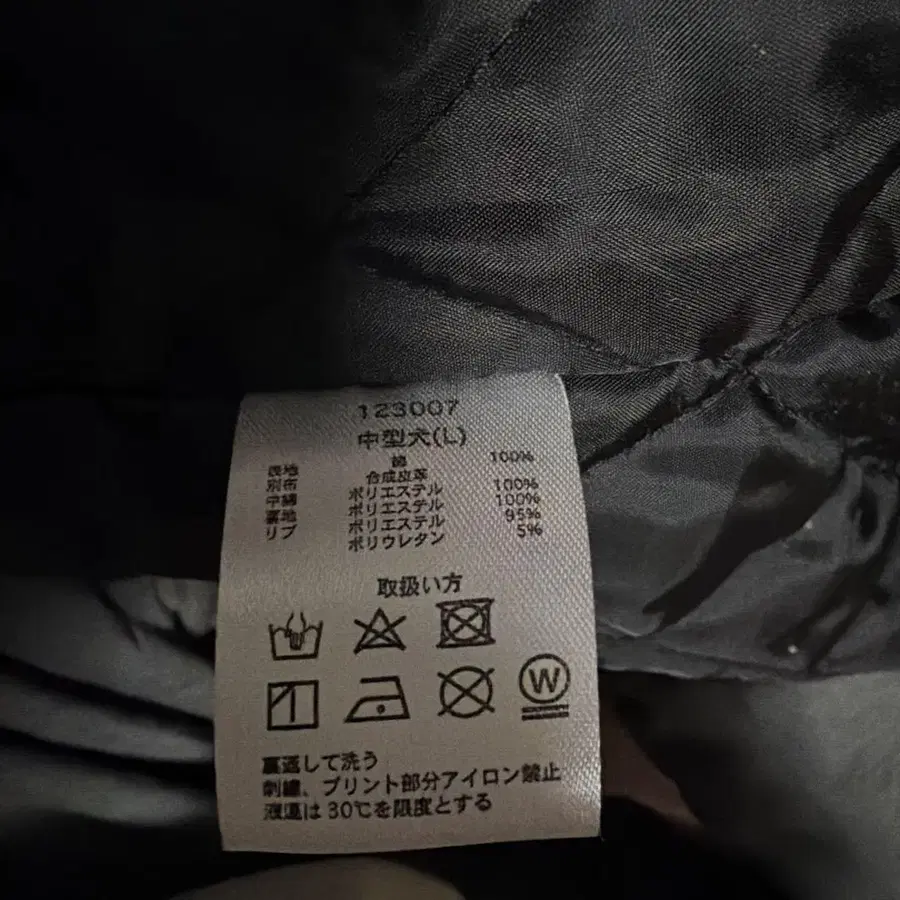 123007
中型犬(L)
表地 綿 100%
別布 合成皮革
中綿 ポリエステル 100%
裏地 ポリエステル 100%
リブ ポリエステル 95%
ポリウレタン 5%
取扱い方
W
裏返して洗う
刺繍、プリント部分アイロン禁止
液温は30℃を限度とする